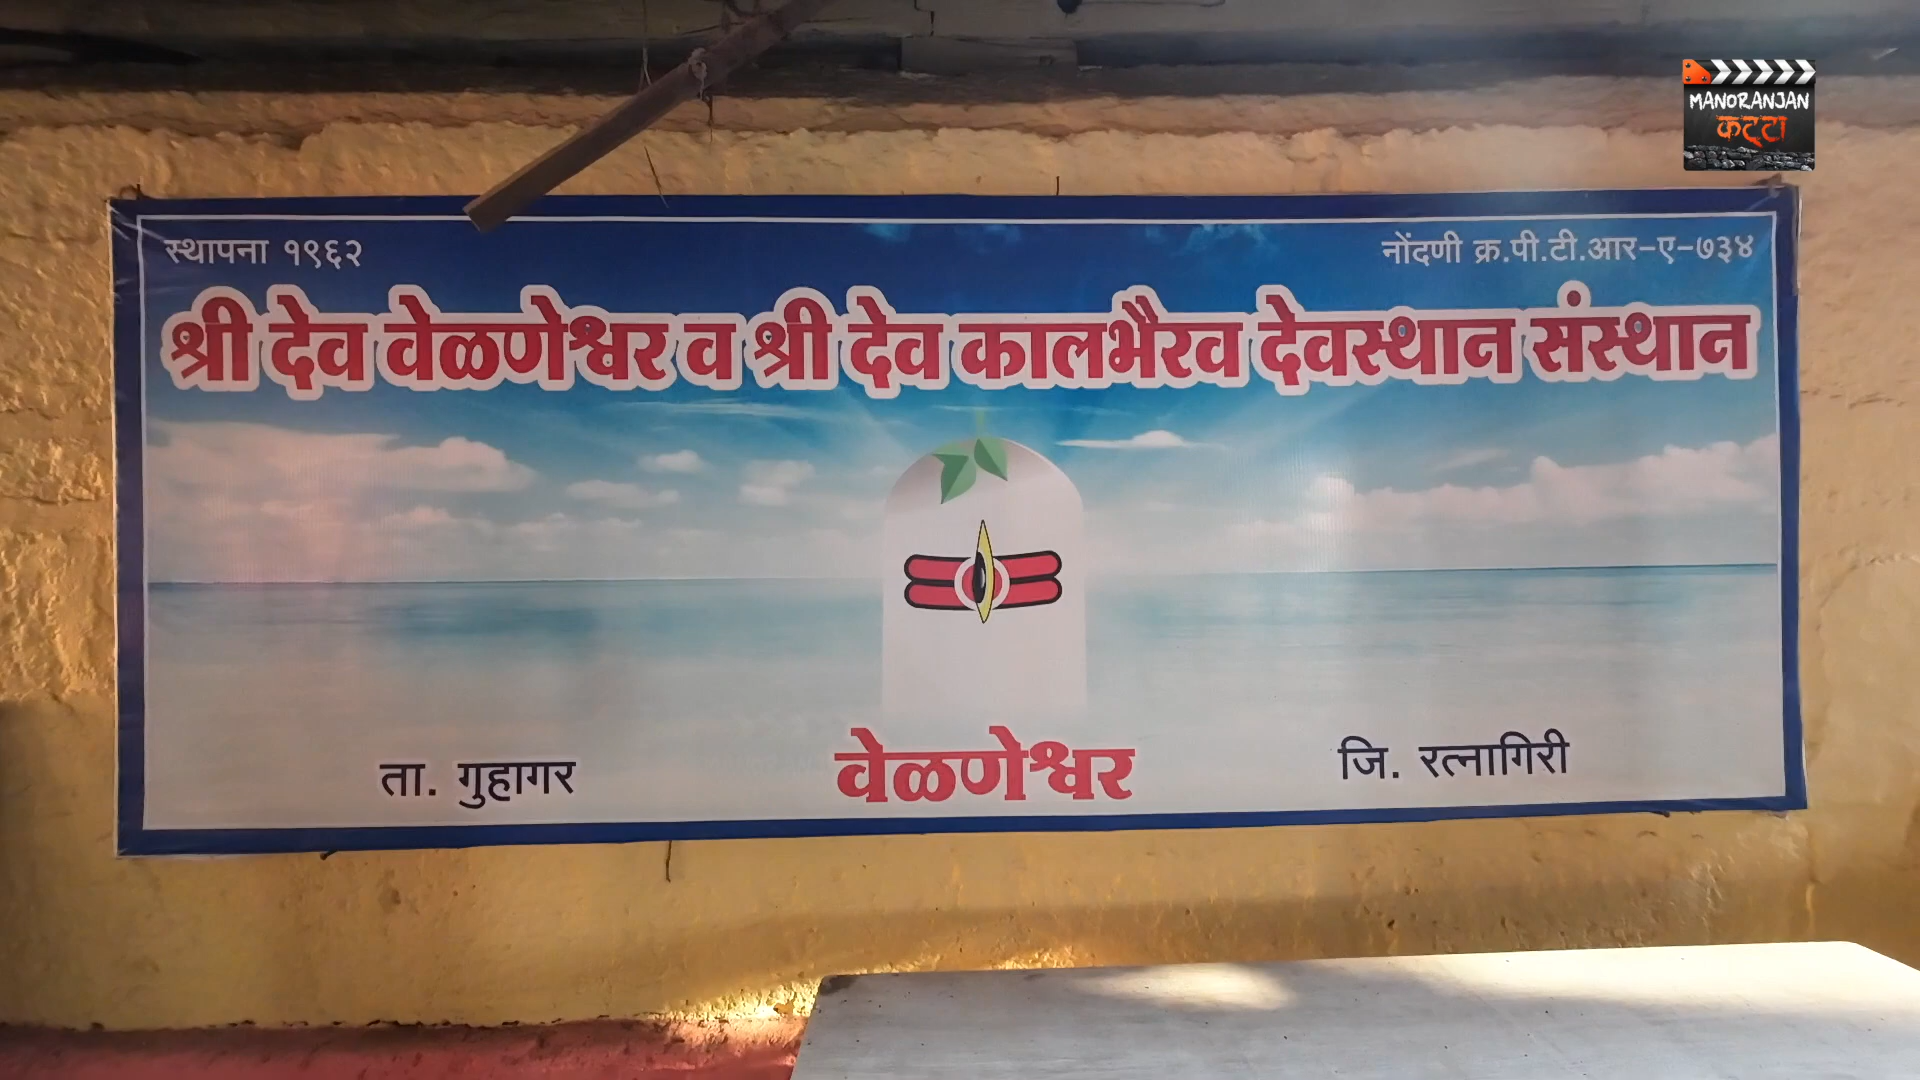 MANORANJAN
कट्टा
स्थापना १९६२
नोंदणी क्र.पी.टी.आर-ए-७३४
श्री देव वेळणेश्वर व श्री देव कालभैरव देवस्थान संस्थान
ता. गुहागर
वेळणेश्वर
जि. रत्नागिरी